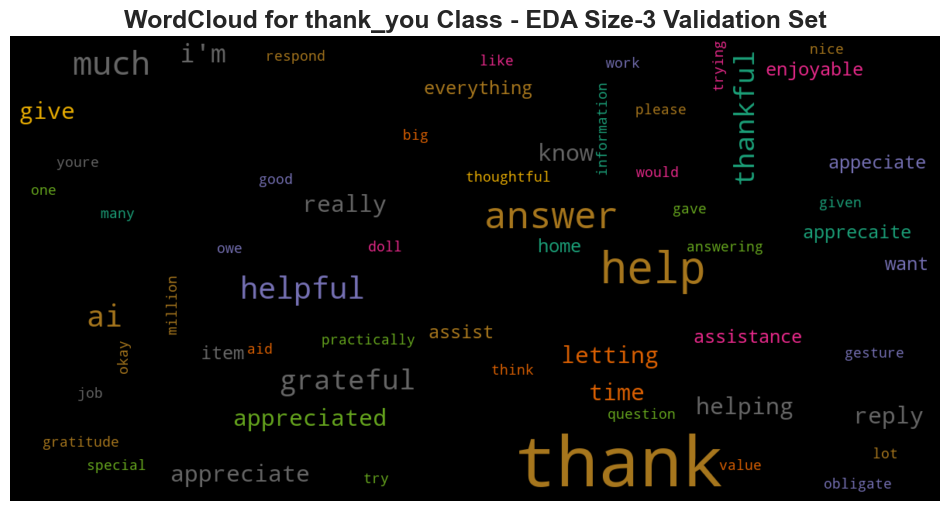 WordCloud for thank_you Class - EDA Size-3 Validation Set
much
i'm
respond
like
work
trying
nice
enjoyable
everything
give
big
information
please
thankful
know
youre
one
many
good
really
thoughtful
would
appeciate
answer
gave
given
apprecaite
owe
doll
home
answering
want
help
helpful
million
ai
okay
item
aid
practically
assist
letting
assistance
gesture
job
grateful
think
time
appreciated
question
helping
reply
gratitude
special
appreciate
try
thank
value
lot
obligate